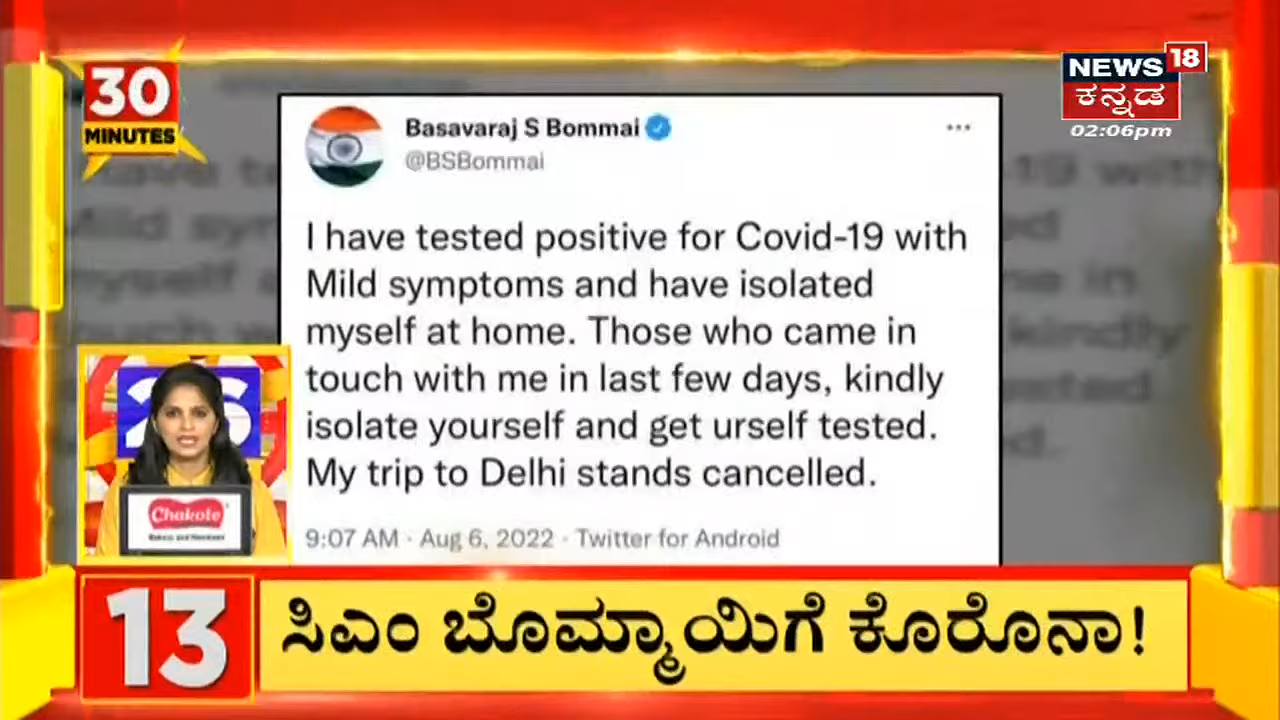 30
MINUTES
NEWS 18
ಕನ್ನಡ
02:06pm
Basavaraj S Bommai
@BSBommai
I have tested positive for Covid-19 with
Mild symptoms and have isolated
myself at home. Those who came in
touch with me in last few days, kindly
isolate yourself and get urself tested.
My trip to Delhi stands cancelled.
9:07 AM · Aug 6, 2022 · Twitter for Android
Chakote
13 ಸಿಎಂ ಬೊಮ್ಮಾಯಿಗೆ ಕೊರೊನಾ!